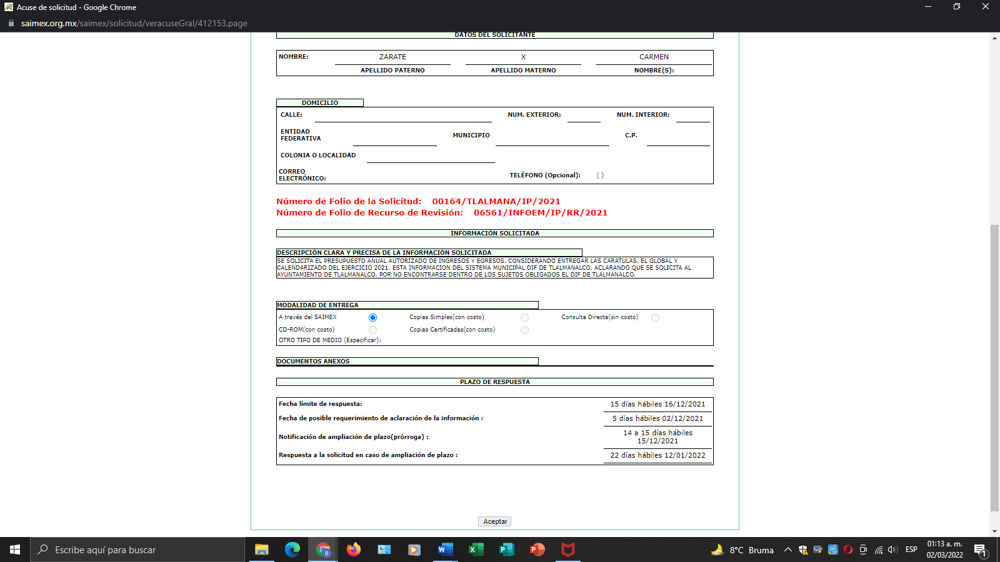 Acuse de solicitud - Google Chrome
saimex.org.mx/saimex/solicitud/veracuseGral/412153.page
DATOS DEL SOLICITANTE
NOMBRE: ZARATE X CARMEN
APELLIDO PATERNO APELLIDO MATERNO NOMBRE(S):
DOMICILIO
CALLE: NUM. EXTERIOR: NUM. INTERIOR:
ENTIDAD
FEDERATIVA MUNICIPIO C.P.
COLONIA O LOCALIDAD
CORREO
ELECTRÓNICO: TELÉFONO (Opcional): ( )
Número de Folio de la Solicitud: 00164/TLALMANA/IP/2021
Número de Folio de Recurso de Revisión: 06561/INFOEM/IP/RR/2021
INFORMACIÓN SOLICITADA
DESCRIPCIÓN CLARA Y PRECISA DE LA INFORMACIÓN SOLICITADA
SE SOLICITA EL PRESUPUESTO ANUAL AUTORIZADO DE INGRESOS Y EGRESOS, CONSIDERANDO ENTREGAR LAS CARATULAS, EL GLOBAL Y
CALENDARIZADO DEL EJERCICIO 2021. ESTA INFORMACION DEL SISTEMA MUNICIPAL DIF DE TLALMANALCO, ACLARANDO QUE SE SOLICITA AL
AYUNTAMIENTO DE TLALMANALCO, POR NO ENCONTRARSE DENTRO DE LOS SUJETOS OBLIGADOS EL DIF DE TLALMANALCO.
MODALIDAD DE ENTREGA
A través del SAIMEX Copias Simples(con costo) Consulta Directa(sin costo)
CD-ROM(con costo) Copias Certificadas(con costo)
OTRO TIPO DE MEDIO (Especificar):
DOCUMENTOS ANEXOS
PLAZO DE RESPUESTA
Fecha límite de respuesta: 15 días hábiles 16/12/2021
Fecha de posible requerimiento de aclaración de la información : 5 días hábiles 02/12/2021
Notificación de ampliación de plazo(prórroga) : 14 a 15 días hábiles
15/12/2021
Respuesta a la solicitud en caso de ampliación de plazo : 22 días hábiles 12/01/2022
Aceptar
Escribe aquí para buscar
8°C Bruma
ESP
01:13 a. m.
02/03/2022
1